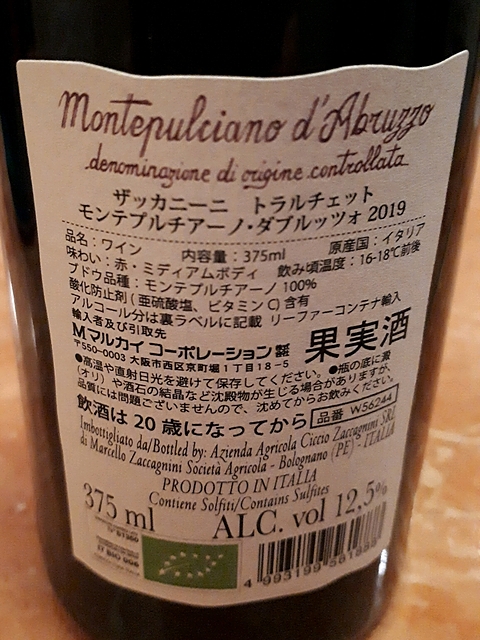 Montepulciano d'Abruzzo
denominazione di origine controllata
ザッカニーニ トラルチェット
モンテプルチアーノ・ダブルッツォ 2019
品名：ワイン 内容量：375ml 原産国：イタリア
味わい：赤・ミディアムボディ 飲み頃温度：16-18℃前後
ブドウ品種：モンテプルチアーノ 100%
酸化防止剤（亜硫酸塩、ビタミンC）含有
アルコール分は裏ラベルに記載 リーファーコンテナ輸入
輸入者及び引取先
Mマルカイ コーポレーション 株式会社
〒550-0003 大阪市西区京町堀1丁目18-5
果実酒
●高温や直射日光を避けて保存してください。●瓶の底に澱
（オリ）や酒石の結晶など沈殿物が生じる場合がありますが、
品質には問題ございませんので、沈めてからお飲みください。
飲酒は20歳になってから 品番 W56244
Imbottigliato da/Bottled by: Azienda Agricola Ciccio Zaccagnini SRL
di Marcello Zaccagnini Società Agricola - Bolognano (PE) - ITALIA
PRODOTTO IN ITALIA
Contiene Solfiti/Contains Sulfites
375 ml ALC. vol 12,5%
IT BIO 006
4 993199 561898